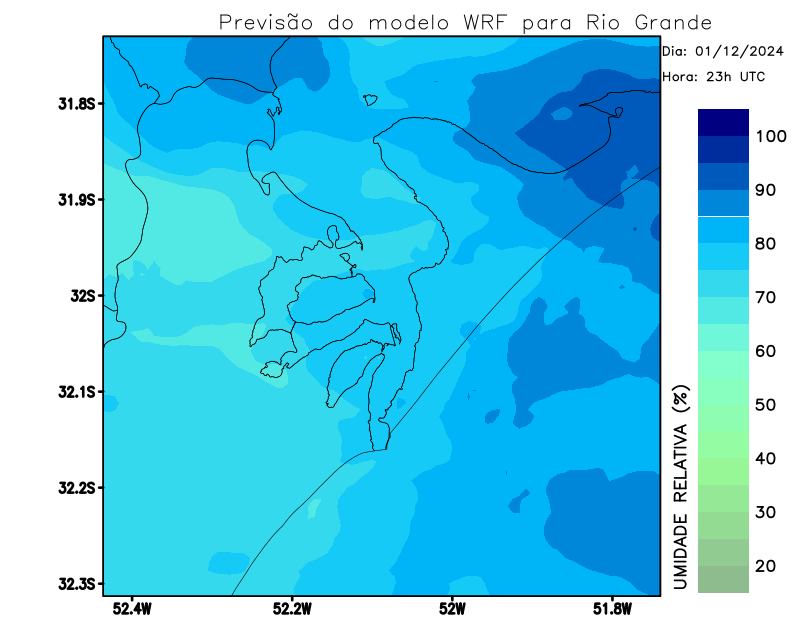 Previsão do modelo WRF para Rio Grande
Dia: 01/12/2024
Hora: 23h UTC
31.8S
31.9S
32S
32.1S
32.2S
32.3S
52.4W
52.2W
52W
51.8W
100
90
80
70
60
50
40
30
20
UMIDADE RELATIVA (%)